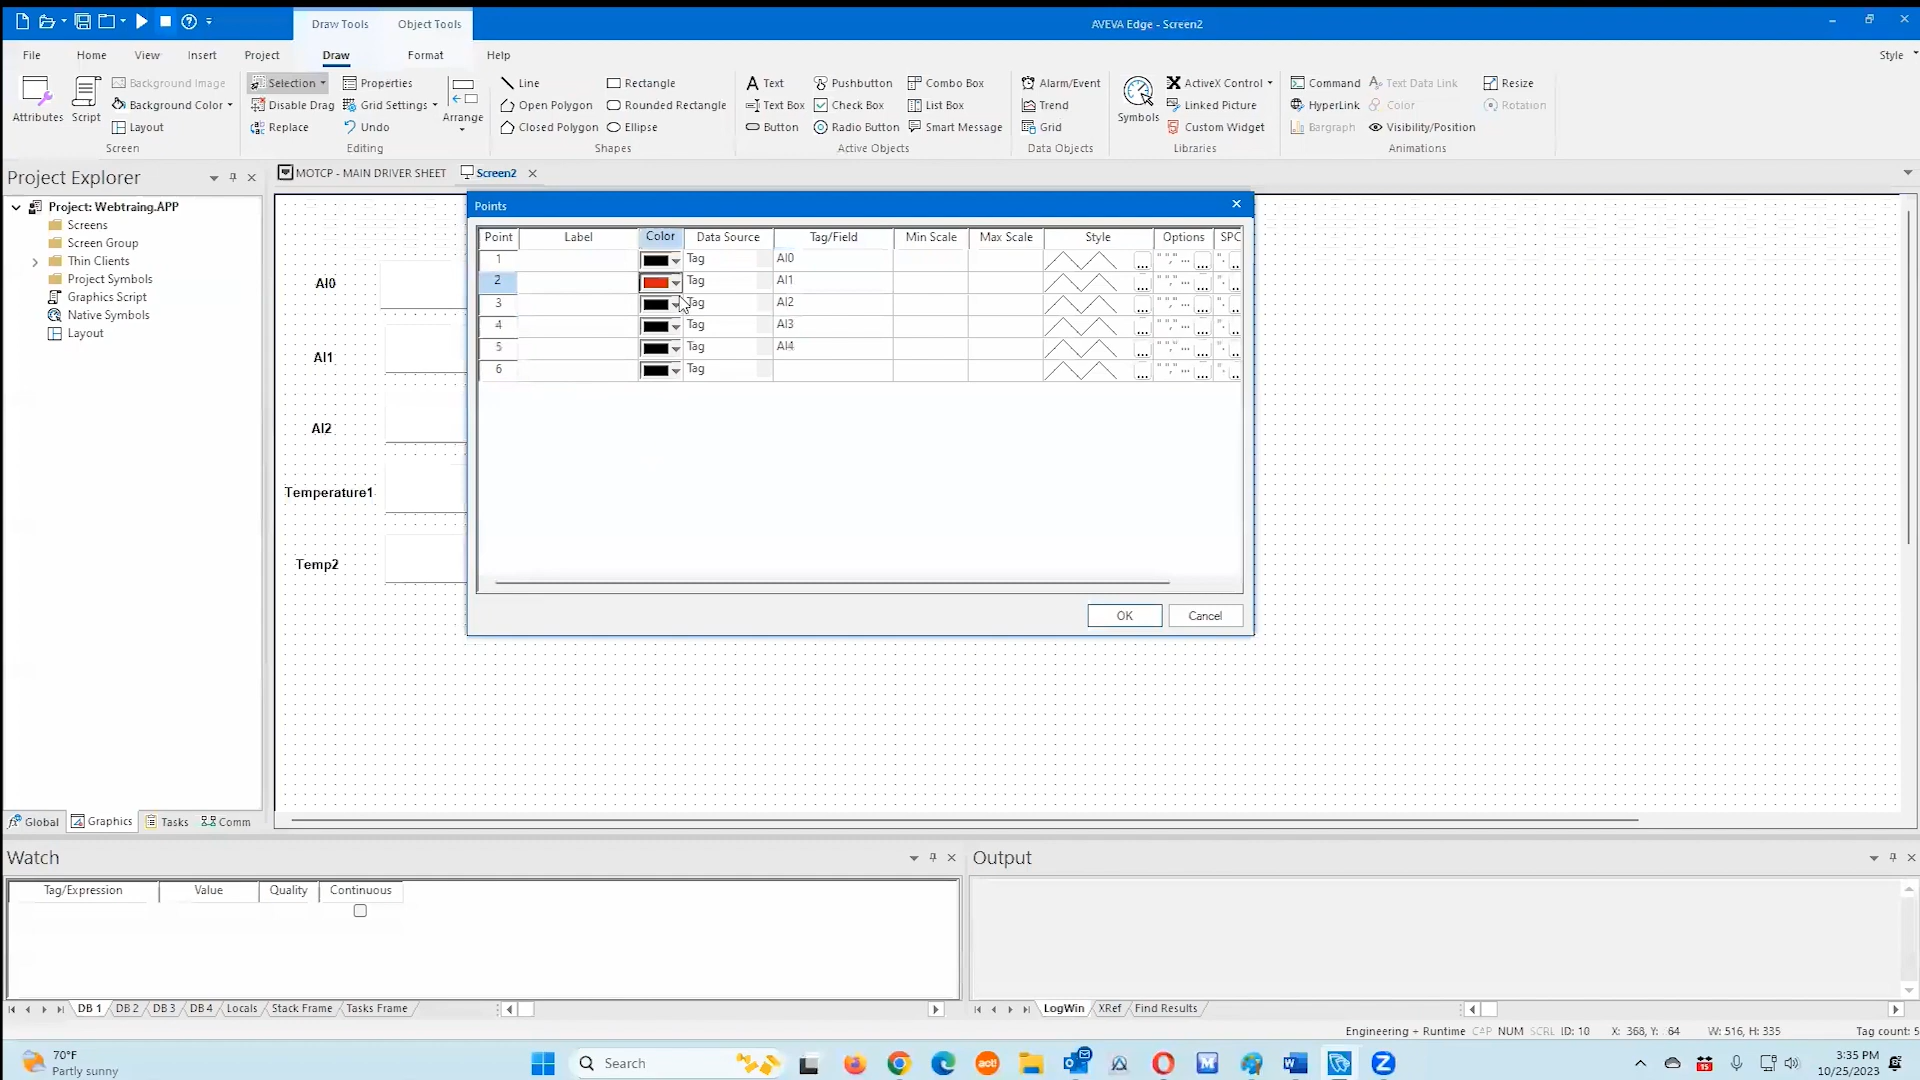 Draw Tools Object Tools AVEVA Edge - Screen2
File Home View Insert Project Draw Format Help Style
Attributes Script Background Image Background Color Layout Screen
Selection Disable Drag Replace Properties Grid Settings Undo Arrange Editing
Line Open Polygon Closed Polygon Rectangle Rounded Rectangle Ellipse Shapes
Text Text Box Button Pushbutton Check Box Radio Button Combo Box List Box Smart Message Active Objects
Alarm/Event Trend Grid Data Objects
Symbols ActiveX Control Linked Picture Custom Widget Libraries
Command HyperLink Bargraph Text Data Link Color Visibility/Position Resize Rotation Animations
Project Explorer
MOTCP - MAIN DRIVER SHEET Screen2
Project: Webtraing.APP
Screens
Screen Group
Thin Clients
Project Symbols
Graphics Script
Native Symbols
Layout
AI0
AI1
AI2
Temperature1
Temp2
Points
Point Label Color Data Source Tag/Field Min Scale Max Scale Style Options SPC
1 Tag AI0 ... " "," ... ... ". ..
2 Tag AI1 ... " "," ... ... ". ..
3 Tag AI2 ... " "," ... ... ". ..
4 Tag AI3 ... " "," ... ... ". ..
5 Tag AI4 ... " "," ... ... ". ..
6 Tag ... " "," ... ... ". ..
OK Cancel
Global Graphics Tasks Comm
Watch
Tag/Expression Value Quality Continuous
DB 1 DB 2 DB 3 DB 4 Locals Stack Frame Tasks Frame
Output
LogWin XRef Find Results
Engineering + Runtime CAP NUM SCRL ID: 10 X: 368, Y: 64 W: 516, H: 335 Tag count: 5
70°F
Partly sunny
Search
act!
W
Z
15
3:35 PM
10/25/2023